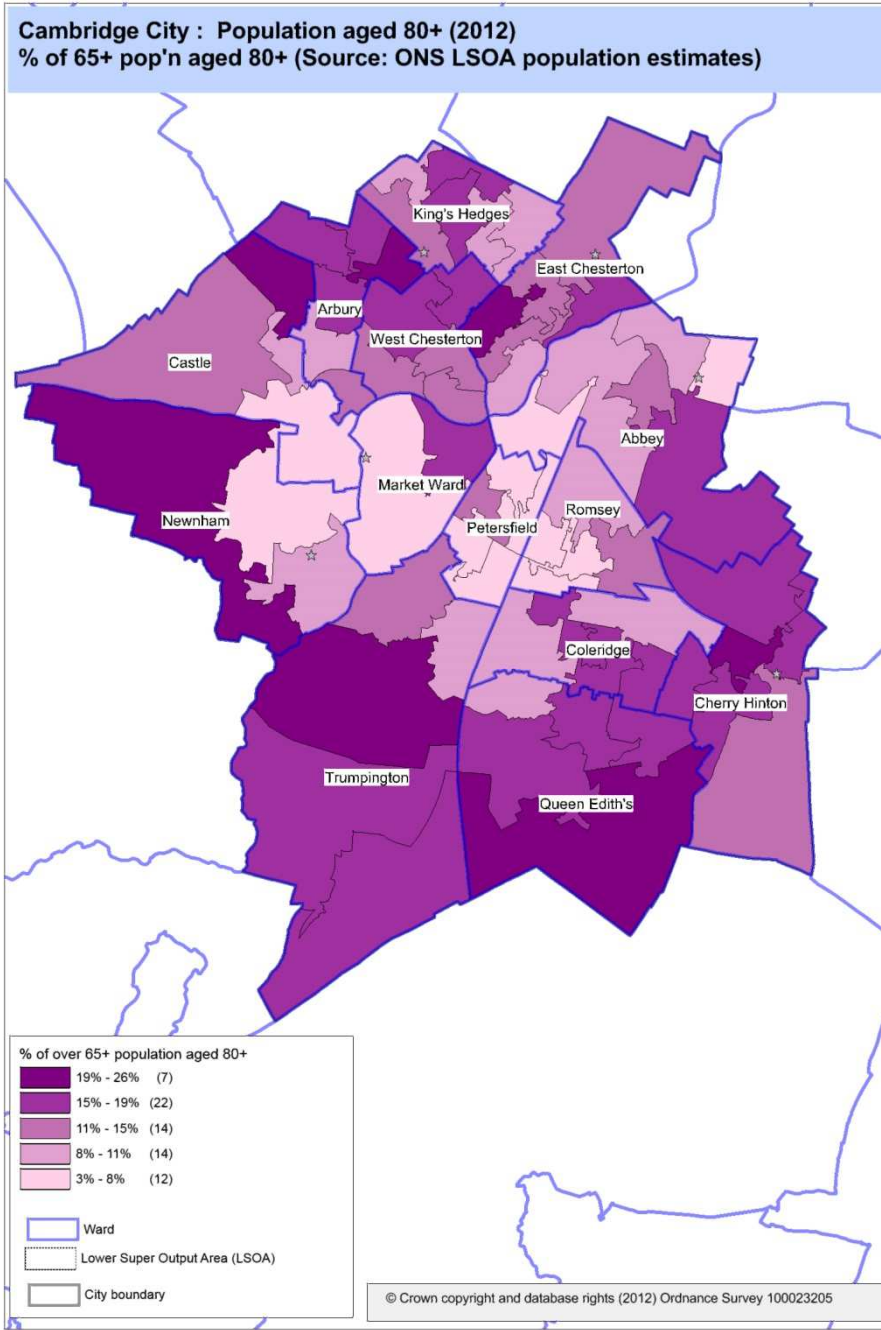 Cambridge City : Population aged 80+ (2012)
% of 65+ pop'n aged 80+ (Source: ONS LSOA population estimates)
King's Hedges
East Chesterton
Arbury
West Chesterton
Castle
Abbey
Market Ward
Newnham
Petersfield
Romsey
Coleridge
Cherry Hinton
Trumpington
Queen Edith's
% of over 65+ population aged 80+
19% - 26% (7)
15% - 19% (22)
11% - 15% (14)
8% - 11% (14)
3% - 8% (12)
Ward
Lower Super Output Area (LSOA)
City boundary
© Crown copyright and database rights (2012) Ordnance Survey 100023205